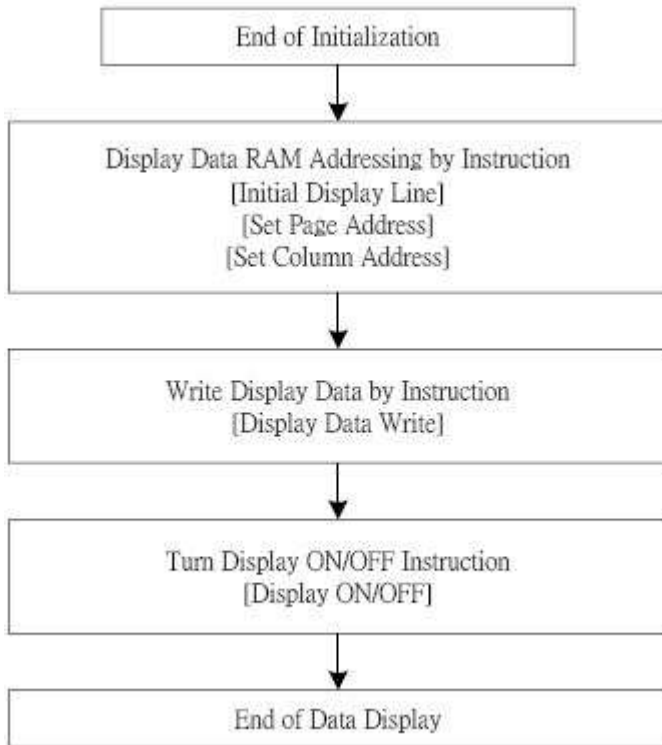 End of Initialization
Display Data RAM Addressing by Instruction
[Initial Display Line]
[Set Page Address]
[Set Column Address]
Write Display Data by Instruction
[Display Data Write]
Turn Display ON/OFF Instruction
[Display ON/OFF]
End of Data Display